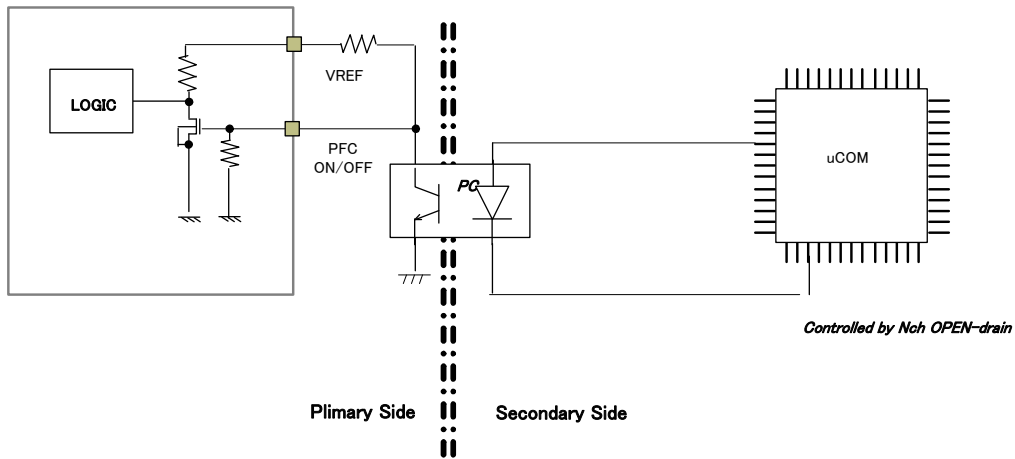 VREF
LOGIC
PFC
ON/OFF
PC
uCOM
Controlled by Nch OPEN-drain
Plimary Side
Secondary Side